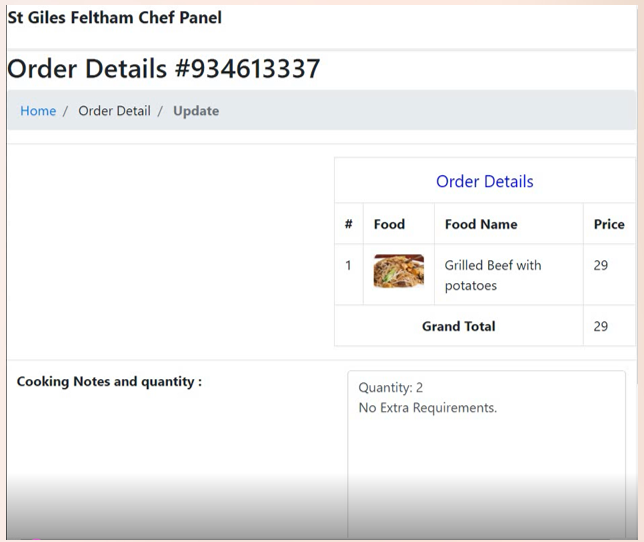 St Giles Feltham Chef Panel
Order Details #934613337
Home / Order Detail / Update
Order Details
# Food Food Name Price
1 Grilled Beef with 29
potatoes
Grand Total 29
Cooking Notes and quantity :
Quantity: 2
No Extra Requirements.